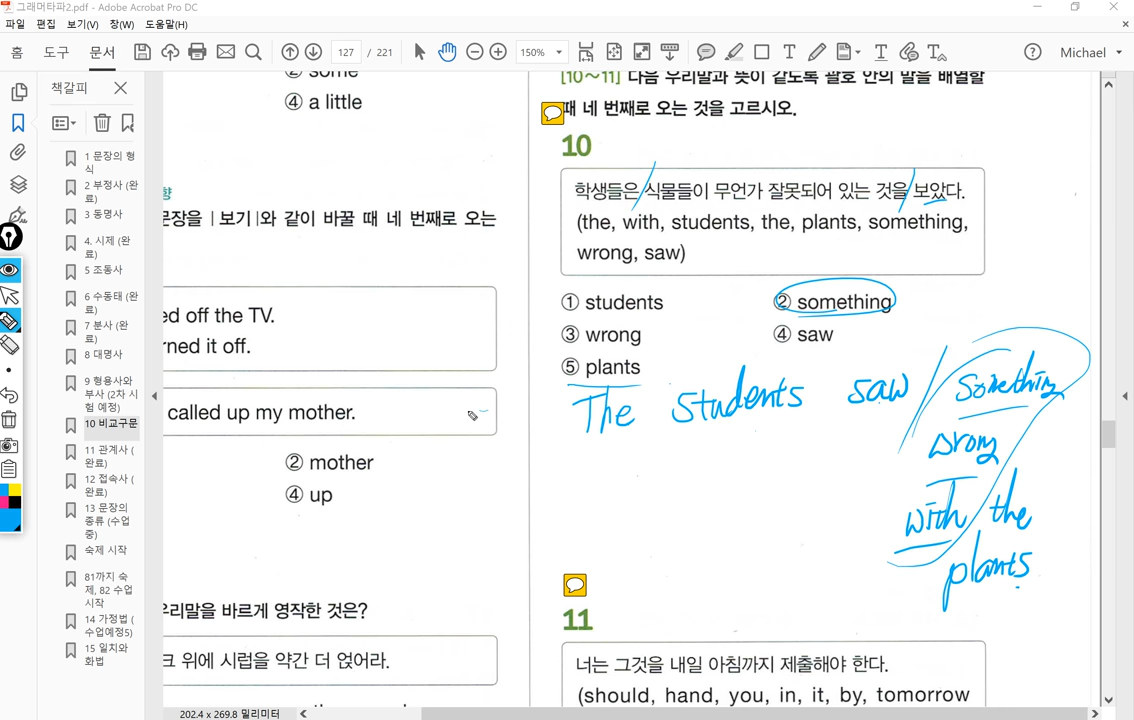 그래머타파2.pdf - Adobe Acrobat Pro DC
파일 편집 보기(V) 창(W) 도움말(H)
홈 도구 문서 127 / 221 150% Michael
책갈피
1 문장의 형식
2 부정사 (완료)
3 동명사
4. 시제 (완료)
5 조동사
6 수동태 (완료)
7 분사 (완료)
8 대명사
9 형용사와 부사 (2차 시험 예정)
10 비교구문
11 관계사 (완료)
12 접속사 (완료)
13 문장의 종류 (수업중)
숙제 시작
81까지 숙제, 82 수업 시작
14 가정법 (수업예정5)
15 일치와 화법
② some
④ a little
향
문장을 |보기|와 같이 바꿀 때 네 번째로 오는
ed off the TV.
rned it off.
called up my mother.
② mother
④ up
우리말을 바르게 영작한 것은?
크 위에 시럽을 약간 더 얹어라.
[10~11] 다음 우리말과 뜻이 같도록 괄호 안의 말을 배열할
때 네 번째로 오는 것을 고르시오.
10
학생들은 식물들이 무언가 잘못되어 있는 것을 보았다.
(the, with, students, the, plants, something,
wrong, saw)
① students ② something
③ wrong ④ saw
⑤ plants
The students saw something
wrong
with the
plants
11
너는 그것을 내일 아침까지 제출해야 한다.
(should, hand, you, in, it, by, tomorrow
202.4 x 269.8 밀리미터